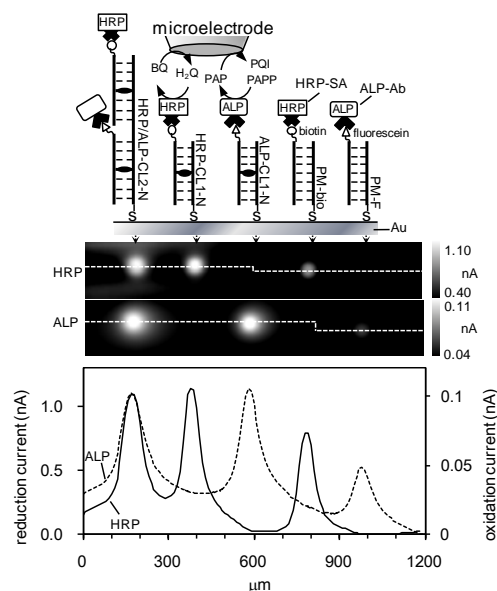 HRP
microelectrode
BQ
H₂Q
PAP
PQI
PAPP
HRP-SA
ALP-Ab
HRP
ALP
HRP
ALP
biotin
fluorescein
HRP/ALP-CL2-N
HRP-CL1-N
ALP-CL1-N
PM-bio
PM-F
S
S
S
S
S
Au
HRP
1.10
nA
0.40
ALP
0.11
nA
0.04
reduction current (nA)
1.0
0.5
0.0
ALP
HRP
0.1
0.05
0
oxidation current (nA)
0
300
600
900
1200
μm